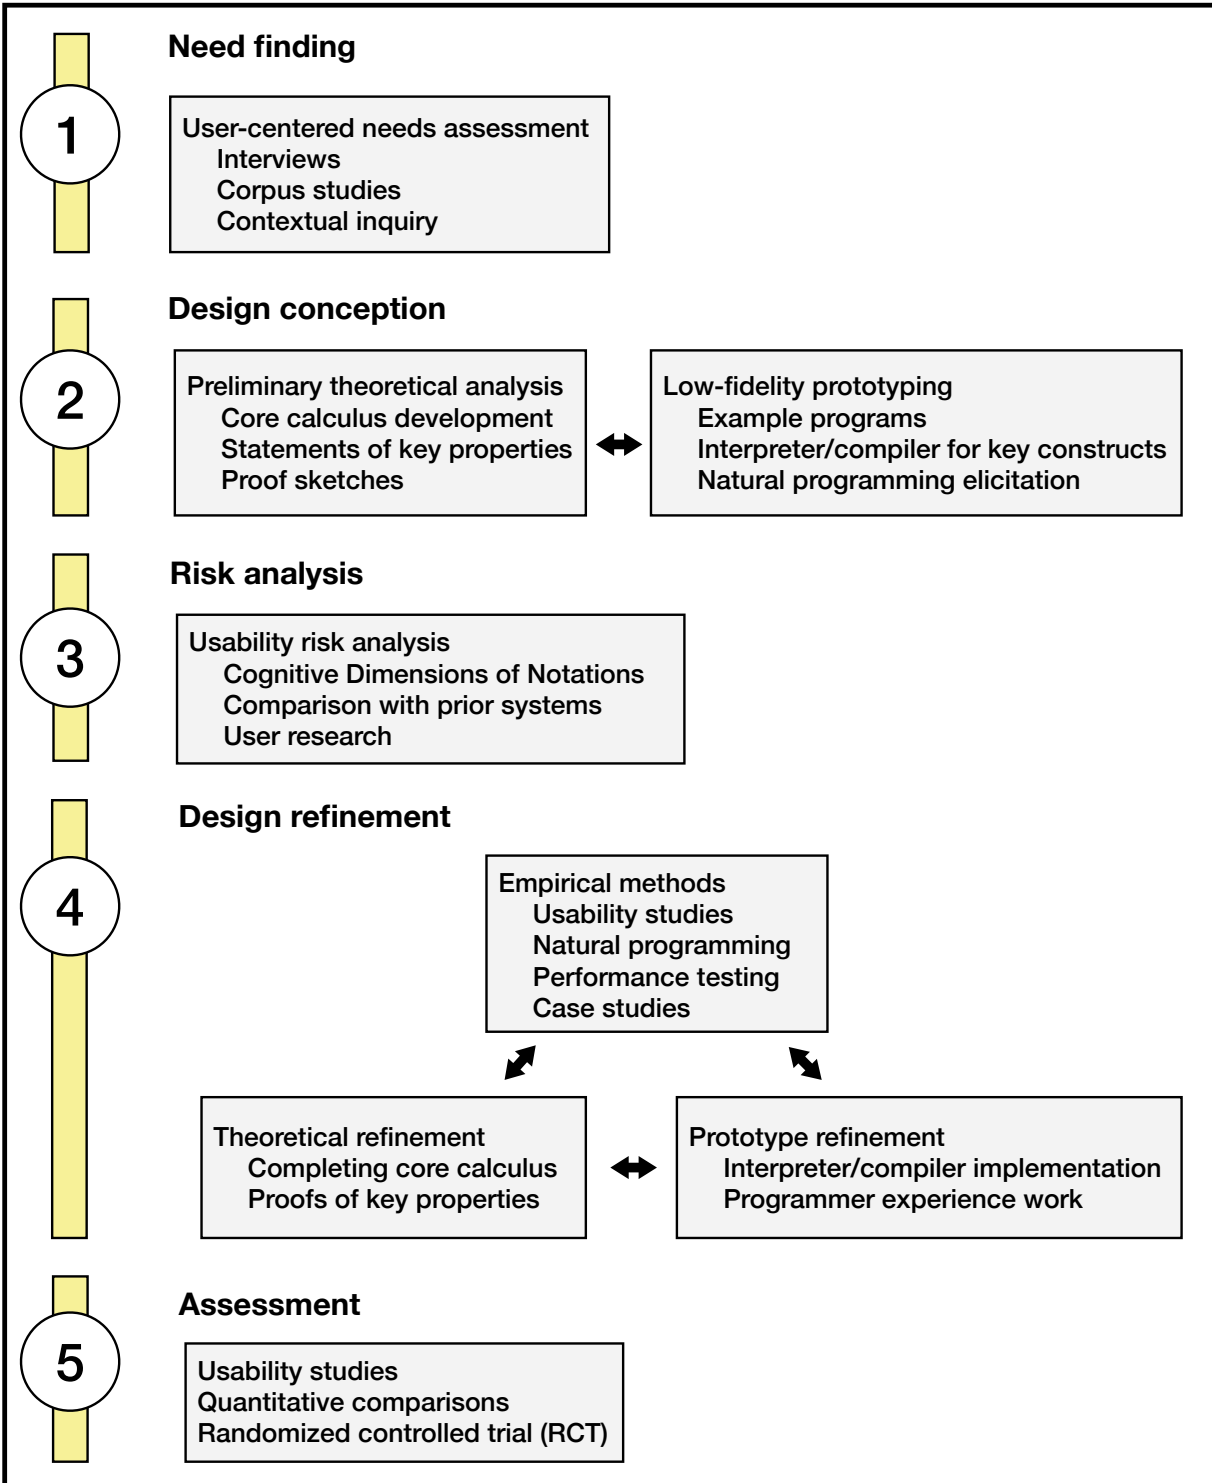 Need finding
1
User-centered needs assessment
Interviews
Corpus studies
Contextual inquiry
Design conception
2
Preliminary theoretical analysis
Core calculus development
Statements of key properties
Proof sketches
Low-fidelity prototyping
Example programs
Interpreter/compiler for key constructs
Natural programming elicitation
Risk analysis
3
Usability risk analysis
Cognitive Dimensions of Notations
Comparison with prior systems
User research
Design refinement
4
Empirical methods
Usability studies
Natural programming
Performance testing
Case studies
Theoretical refinement
Completing core calculus
Proofs of key properties
Prototype refinement
Interpreter/compiler implementation
Programmer experience work
Assessment
5
Usability studies
Quantitative comparisons
Randomized controlled trial (RCT)